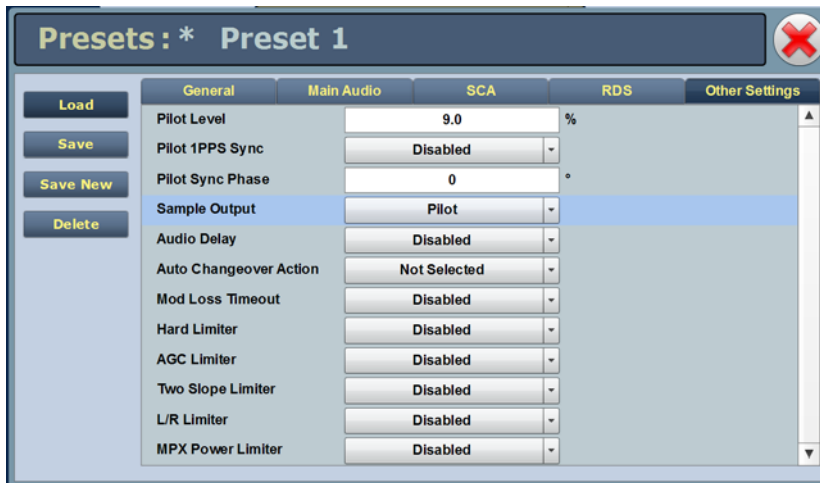 Presets:* Preset 1
Load
Save
Save New
Delete
General Main Audio SCA RDS Other Settings
Pilot Level 9.0 %
Pilot 1PPS Sync Disabled
Pilot Sync Phase 0 °
Sample Output Pilot
Audio Delay Disabled
Auto Changeover Action Not Selected
Mod Loss Timeout Disabled
Hard Limiter Disabled
AGC Limiter Disabled
Two Slope Limiter Disabled
L/R Limiter Disabled
MPX Power Limiter Disabled